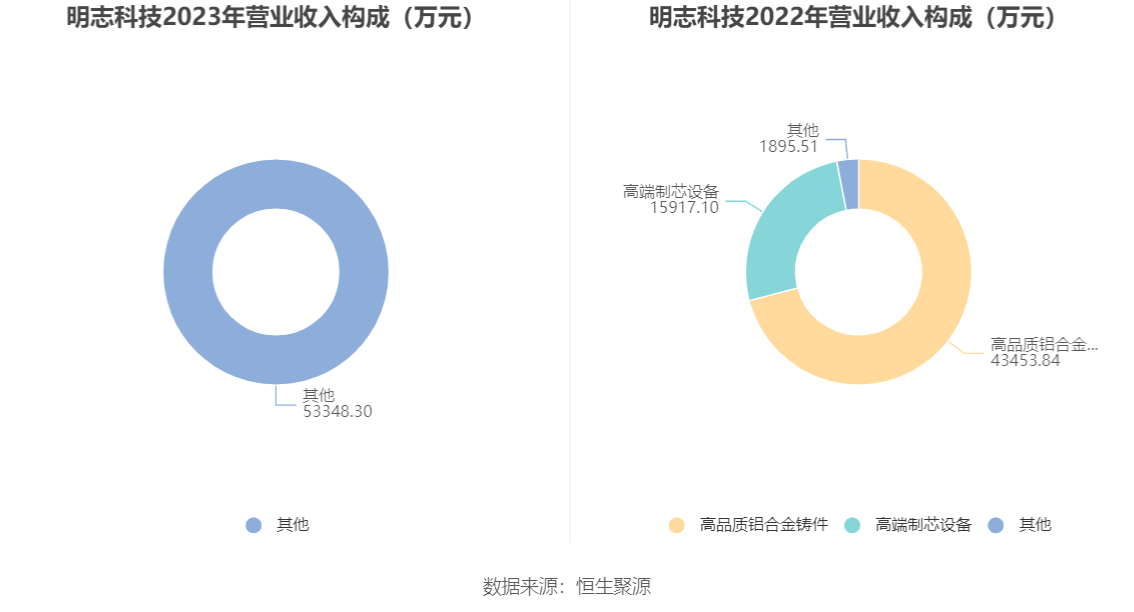 明志科技2023年营业收入构成（万元）
其他
53348.30
其他
明志科技2022年营业收入构成（万元）
其他
1895.51
高端制芯设备
15917.10
高品质铝合金...
43453.84
高品质铝合金铸件
高端制芯设备
其他
数据来源：恒生聚源